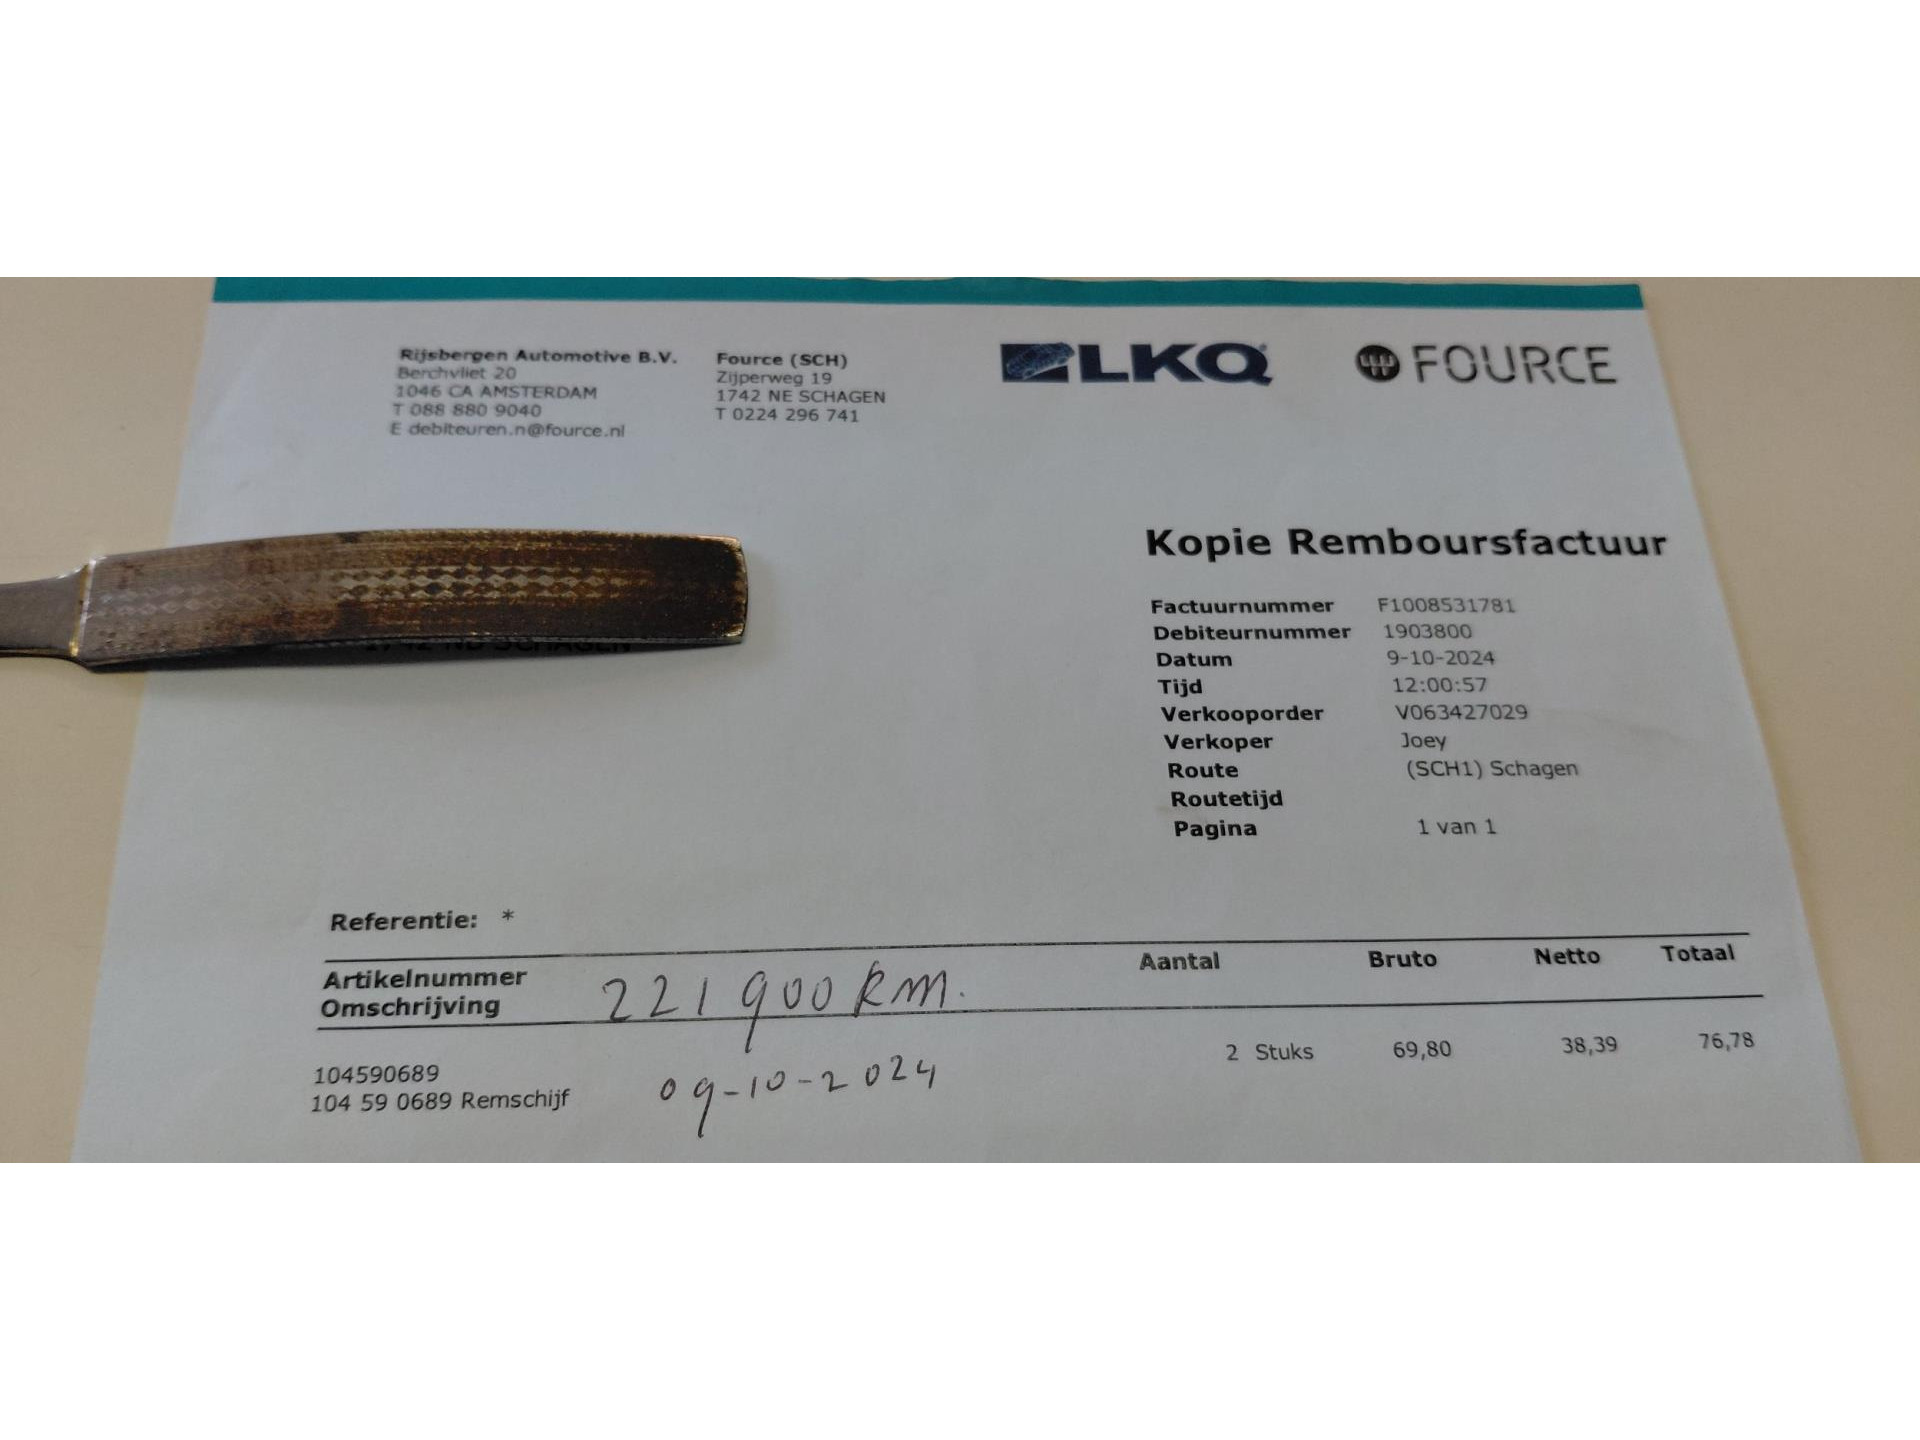 Rijsbergen Automotive B.V.
Berchvliet 20
1046 CA AMSTERDAM
T 088 880 9040
E debiteuren.n@fource.nl
Fource (SCH)
Zijperweg 19
1742 NE SCHAGEN
T 0224 296 741
LKQ
FOURCE
Kopie Remboursfactuur
Factuurnummer F1008531781
Debiteurnummer 1903800
Datum 9-10-2024
Tijd 12:00:57
Verkooporder V063427029
Verkoper Joey
Route (SCH1) Schagen
Routetijd
Pagina 1 van 1
1742 ND SCHAGEN
Referentie: *
Artikelnummer Aantal Bruto Netto Totaal
Omschrijving 221900 km.
104590689 2 Stuks 69,80 38,39 76,78
104 59 0689 Remschijf 09-10-2024